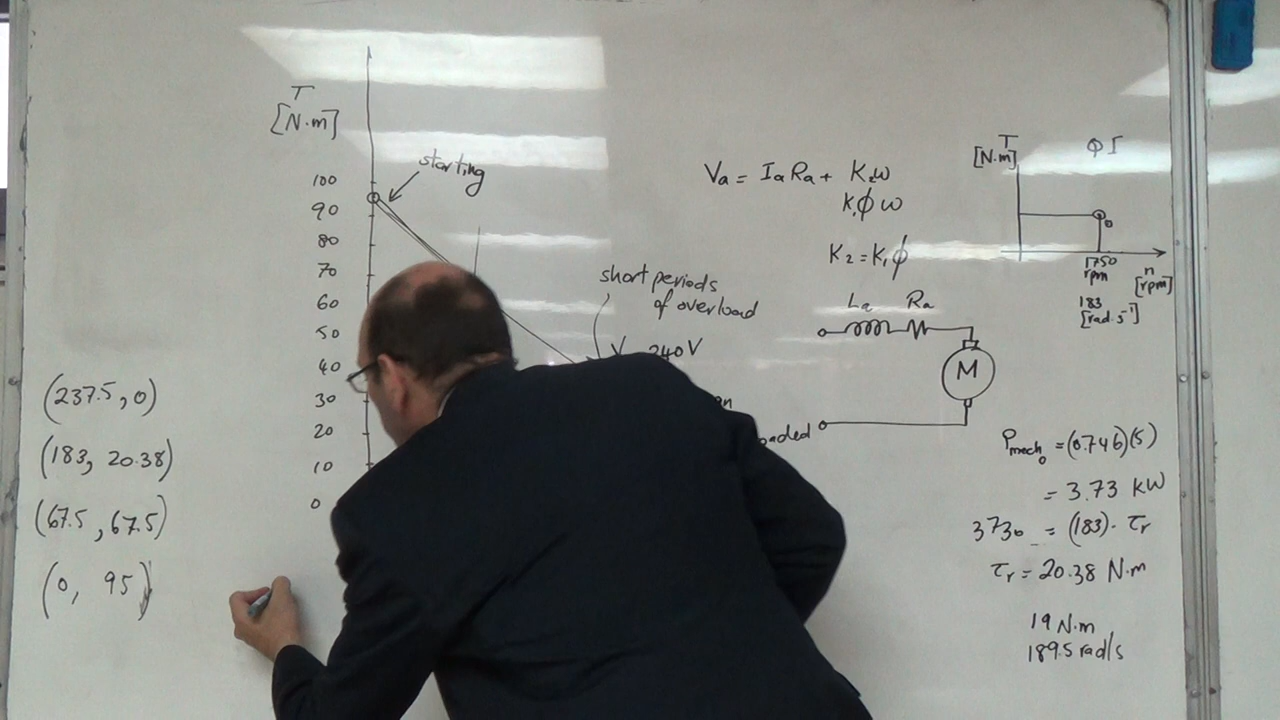 T
[N·m]
100
90
80
70
60
50
40
30
20
10
0
starting
short periods
of overload
240V
(237.5, 0)
(183, 20.38)
(67.5, 67.5)
(0, 95)
Va = IaRa + K₂ω
K₁ϕω
K₂ = K₁ϕ
La Ra
M
T
[N.m]
ϕ I
1750
rpm
n
[rpm]
183
[rad.s⁻¹]
Pmech₀ = (0.746)(5)
= 3.73 KW
3730 = (183)· τr
τr = 20.38 N·m
19 N·m
189.5 rad/s